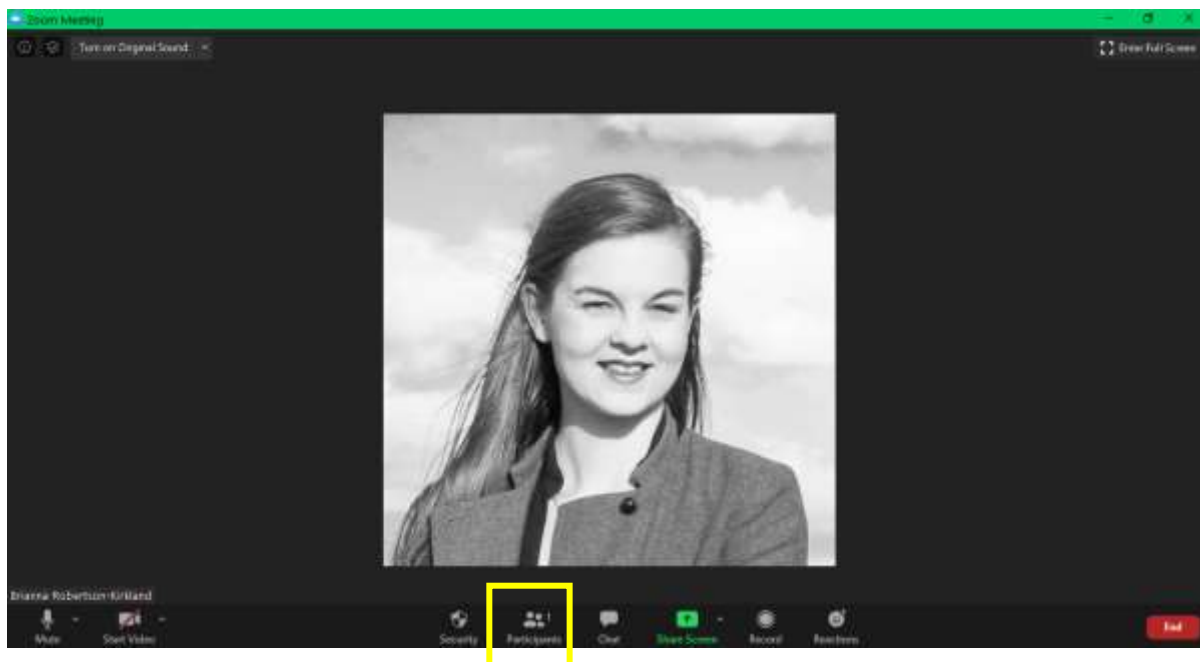 Zoom Meeting
Turn on Original Sound
Enter Full Screen
Brianna Robertson-Kirkland
Mute
Start Video
Security
Participants
1
Chat
Share Screen
Record
Reactions
End